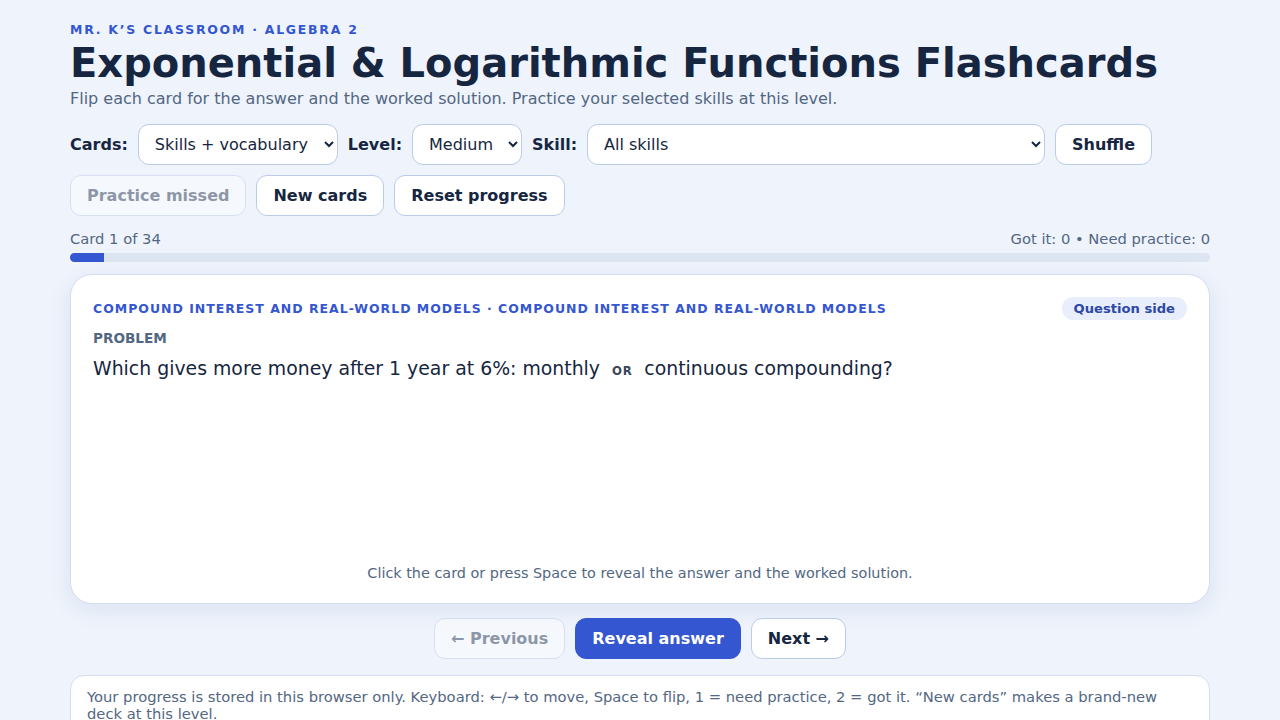 MR. K’S CLASSROOM · ALGEBRA 2
Exponential & Logarithmic Functions Flashcards
Flip each card for the answer and the worked solution. Practice your selected skills at this level.
Cards: Skills + vocabulary Level: Medium Skill: All skills Shuffle
Practice missed New cards Reset progress
Card 1 of 34 Got it: 0 • Need practice: 0
COMPOUND INTEREST AND REAL-WORLD MODELS · COMPOUND INTEREST AND REAL-WORLD MODELS Question side
PROBLEM
Which gives more money after 1 year at 6%: monthly OR continuous compounding?
Click the card or press Space to reveal the answer and the worked solution.
← Previous Reveal answer Next →
Your progress is stored in this browser only. Keyboard: ←/→ to move, Space to flip, 1 = need practice, 2 = got it. “New cards” makes a brand-new
deck at this level.